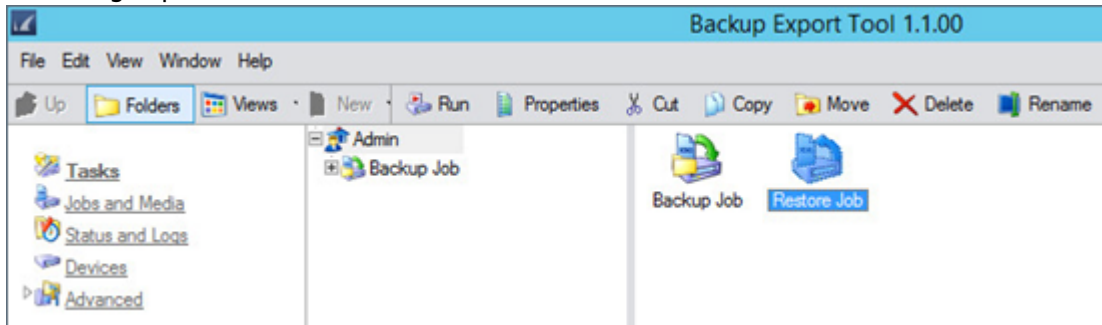 Backup Export Tool 1.1.00
File Edit View Window Help
Up Folders Views New Run Properties Cut Copy Move Delete Rename
Tasks
Jobs and Media
Status and Logs
Devices
Advanced
Admin
Backup Job
Backup Job Restore Job